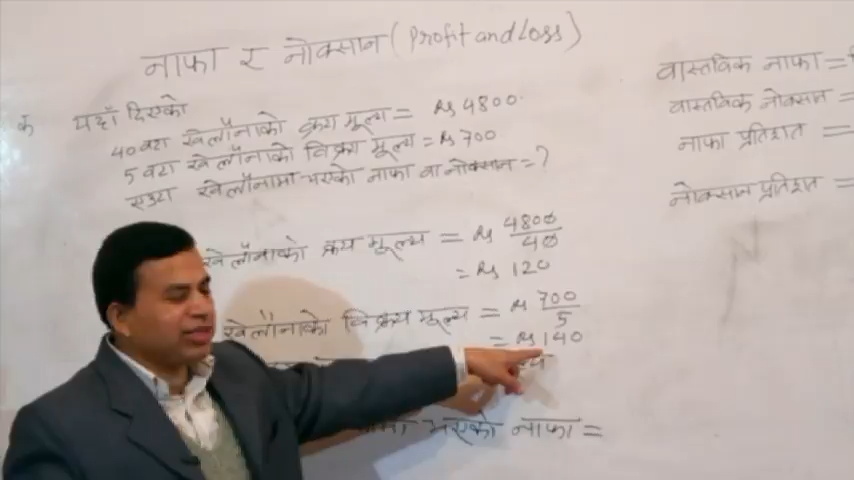 नाफा र नोक्सान (Profit and Loss)
क यहाँ दिएको
40 वटा खेलौनाको क्रय मूल्य = Rs 4800
5 वटा खेलौनाको विक्रय मूल्य = Rs 700
एउटा खेलौनामा भएको नाफा वा नोक्सान = ?
खेलौनाको क्रय मूल्य = Rs 4800/40
= Rs 120
खेलौनाको विक्रय मूल्य = Rs 700/5
= Rs 140
भएको नाफा =
वास्तविक नाफा =
वास्तविक नोक्सान =
नाफा प्रतिशत =
नोक्सान प्रतिशत =